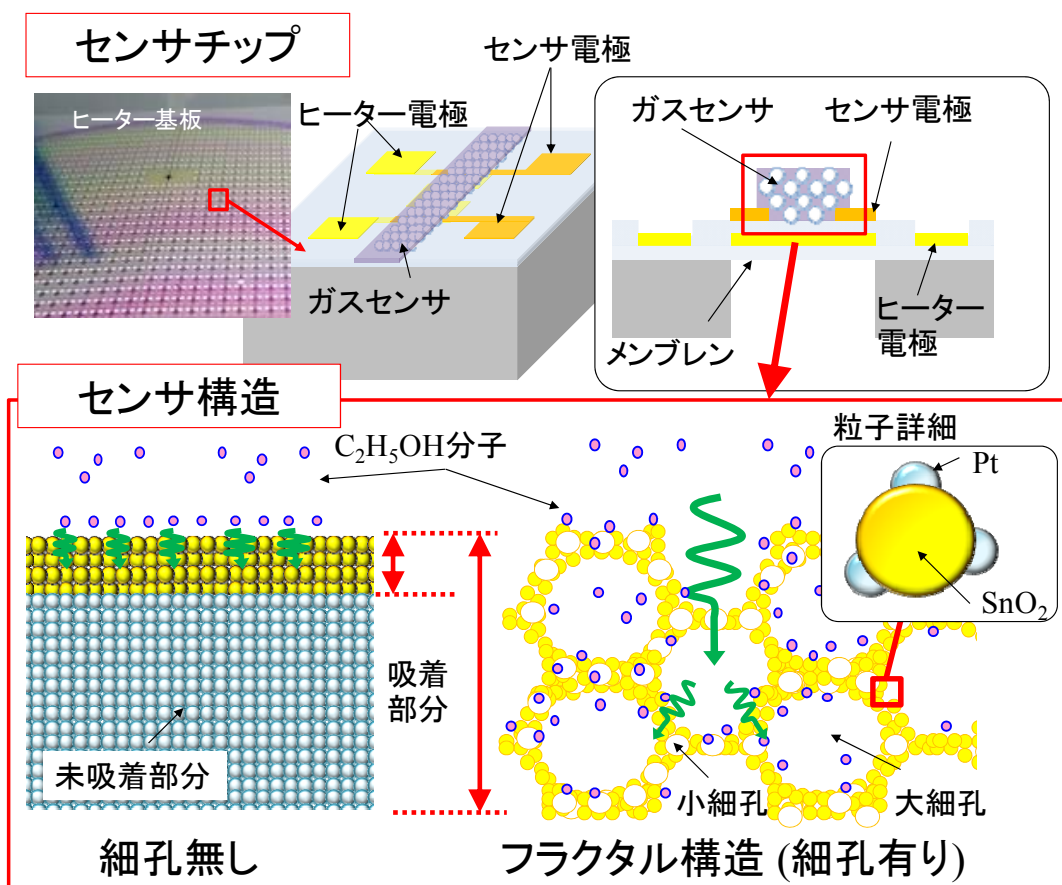 センサチップ
ヒーター基板
ヒーター電極
センサ電極
ガスセンサ
ガスセンサ
センサ電極
メンブレン
ヒーター
電極
センサ構造
C₂H₅OH分子
吸着
部分
未吸着部分
細孔無し
粒子詳細
Pt
SnO₂
小細孔
大細孔
フラクタル構造 (細孔有り)